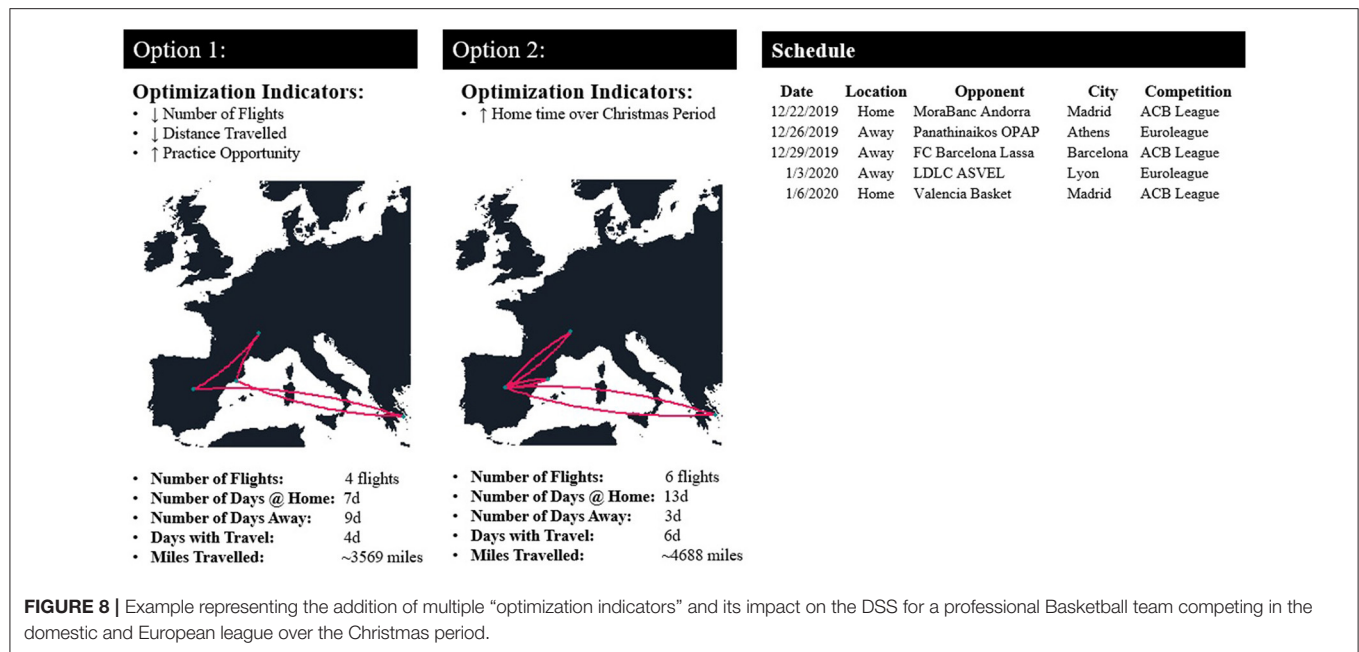 Option 1:
Optimization Indicators:
• ↓ Number of Flights
• ↓ Distance Travelled
• ↑ Practice Opportunity
• Number of Flights: 4 flights
• Number of Days @ Home: 7d
• Number of Days Away: 9d
• Days with Travel: 4d
• Miles Travelled: ~3569 miles
Option 2:
Optimization Indicators:
• ↑ Home time over Christmas Period
• Number of Flights: 6 flights
• Number of Days @ Home: 13d
• Number of Days Away: 3d
• Days with Travel: 6d
• Miles Travelled: ~4688 miles
Schedule
Date Location Opponent City Competition
12/22/2019 Home MoraBanc Andorra Madrid ACB League
12/26/2019 Away Panathinaikos OPAP Athens Euroleague
12/29/2019 Away FC Barcelona Lassa Barcelona ACB League
1/3/2020 Away LDLC ASVEL Lyon Euroleague
1/6/2020 Home Valencia Basket Madrid ACB League
FIGURE 8 | Example representing the addition of multiple “optimization indicators” and its impact on the DSS for a professional Basketball team competing in the
domestic and European league over the Christmas period.